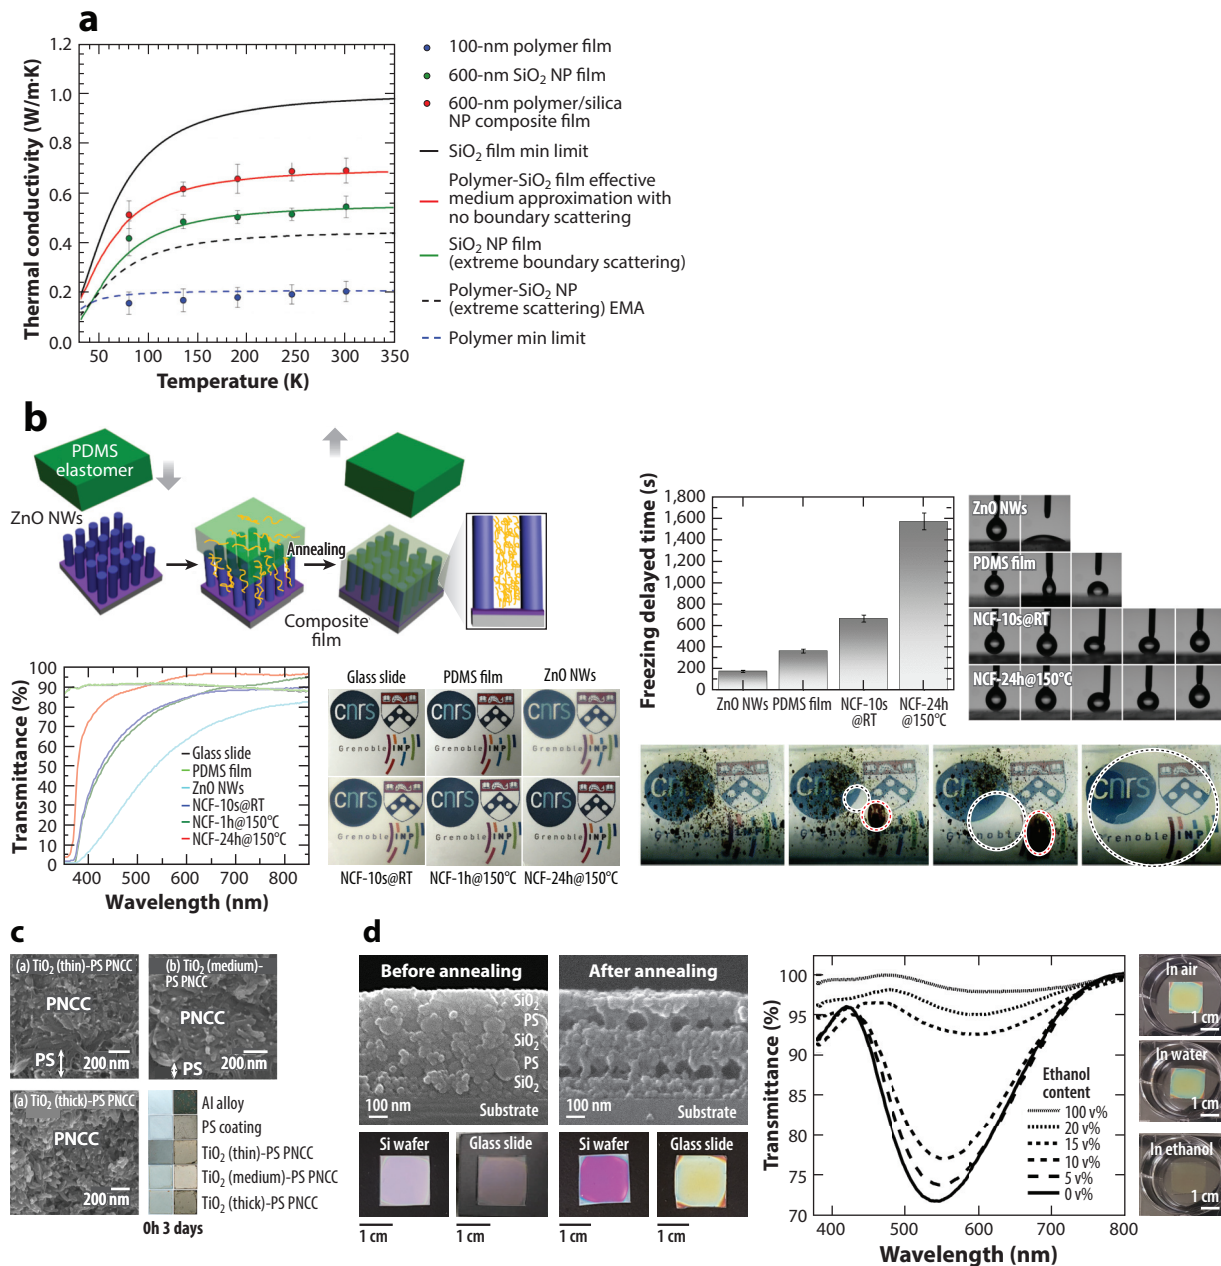 a
1.2
1.0
0.8
0.6
0.4
0.2
0.0
50
100
150
200
250
300
350
Thermal conductivity (W/m·K)
Temperature (K)
100-nm polymer film
600-nm SiO₂ NP film
600-nm polymer/silica
NP composite film
SiO₂ film min limit
Polymer-SiO₂ film effective
medium approximation with
no boundary scattering
SiO₂ NP film
(extreme boundary scattering)
Polymer-SiO₂ NP
(extreme scattering) EMA
Polymer min limit
b
PDMS
elastomer
ZnO NWs
Annealing
Composite
film
100
90
80
70
60
50
40
30
20
10
0
400
500
600
700
800
Transmittance (%)
Wavelength (nm)
Glass slide
PDMS film
ZnO NWs
NCF-10s@RT
NCF-1h@150°C
NCF-24h@150°C
Glass slide
PDMS film
ZnO NWs
cnrs
Grenoble INP
cnrs
cnrs
NCF-10s@RT
NCF-1h@150°C
NCF-24h@150°C
1,800
1,600
1,400
1,200
1,000
800
600
400
200
0
Freezing delayed time (s)
ZnO NWs
PDMS film
NCF-10s
@RT
NCF-24h
@150°C
ZnO NWs
PDMS film
NCF-10s@RT
NCF-24h@150°C
cnrs
Grenoble INP
c
(a) TiO₂ (thin)-PS PNCC
PNCC
PS
200 nm
(b) TiO₂ (medium)-
PS PNCC
PNCC
PS
200 nm
(a) TiO₂ (thick)-PS PNCC
PNCC
200 nm
Al alloy
PS coating
TiO₂ (thin)-PS PNCC
TiO₂ (medium)-PS PNCC
TiO₂ (thick)-PS PNCC
0h 3 days
d
Before annealing
SiO₂
PS
SiO₂
PS
SiO₂
100 nm
Substrate
After annealing
100 nm
Substrate
Si wafer
Glass slide
Si wafer
Glass slide
1 cm
1 cm
1 cm
1 cm
100
95
90
85
80
75
70
400
500
600
700
800
Transmittance (%)
Wavelength (nm)
Ethanol
content
100 v%
20 v%
15 v%
10 v%
5 v%
0 v%
In air
1 cm
In water
1 cm
In ethanol
1 cm